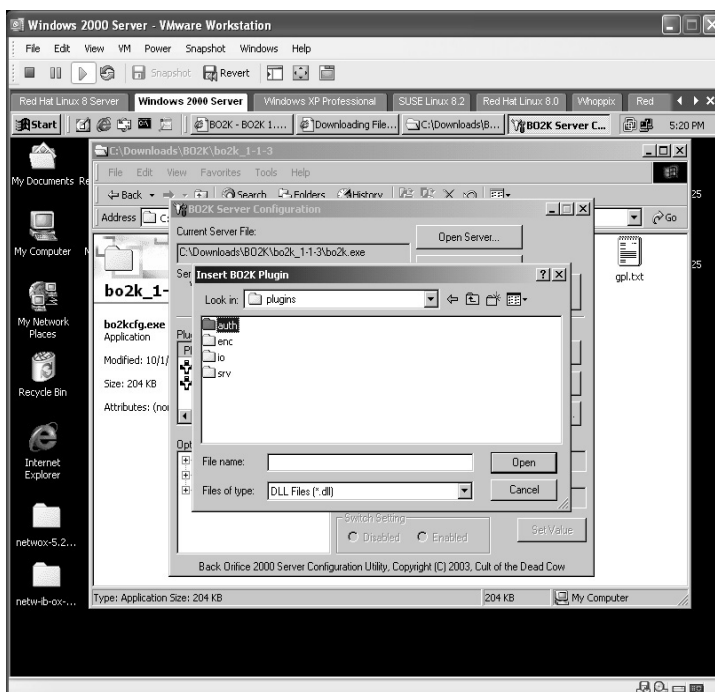 Windows 2000 Server - VMware Workstation
File Edit View VM Power Snapshot Windows Help
Snapshot Revert
Red Hat Linux 8 Server Windows 2000 Server Windows XP Professional SUSE Linux 8.2 Red Hat Linux 8.0 Whoppix Red
Start BO2K - BO2K 1.... Downloading File... C:\Downloads\B... BO2K Server C... 5:20 PM
C:\Downloads\BO2K\bo2k_1-1-3
My Documents Re
File Edit View Favorites Tools Help
Back Search Folders History
25
Address C: Go
BO2K Server Configuration
Current Server File:
Open Server...
C:\Downloads\BO2K\bo2k_1-1-3\bo2k.exe
My Computer N
25
gpl.txt
Ser
Insert BO2K Plugin
Look in: plugins
bo2k_1-
auth
enc
io
srv
My Network
Places
bo2kcfg.exe
Application
Plu
Modified: 10/1/
Size: 204 KB
Attributes: (no
Recycle Bin
Opt
Internet
Explorer
File name: Open
Files of type: DLL Files (*.dll) Cancel
Switch Setting
Disabled Enabled
Set Value
netwox-5.2...
Back Orifice 2000 Server Configuration Utility, Copyright (C) 2003, Cult of the Dead Cow
netw-ib-ox-...
Type: Application Size: 204 KB 204 KB My Computer